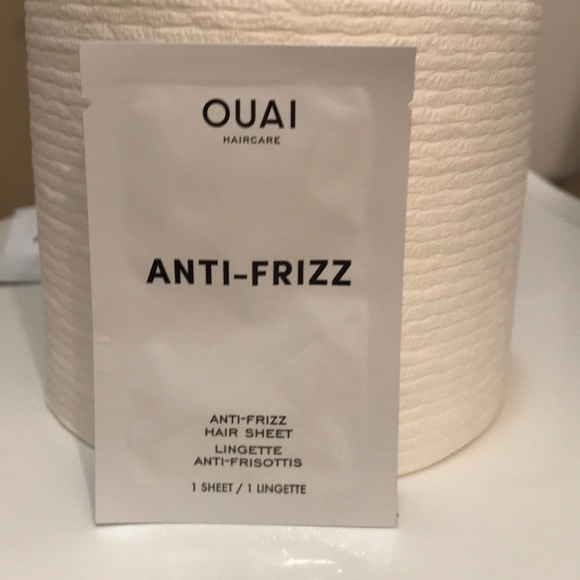 OUAI
HAIRCARE
ANTI-FRIZZ
ANTI-FRIZZ
HAIR SHEET
LINGETTE
ANTI-FRISOTTIS
1 SHEET / 1 LINGETTE